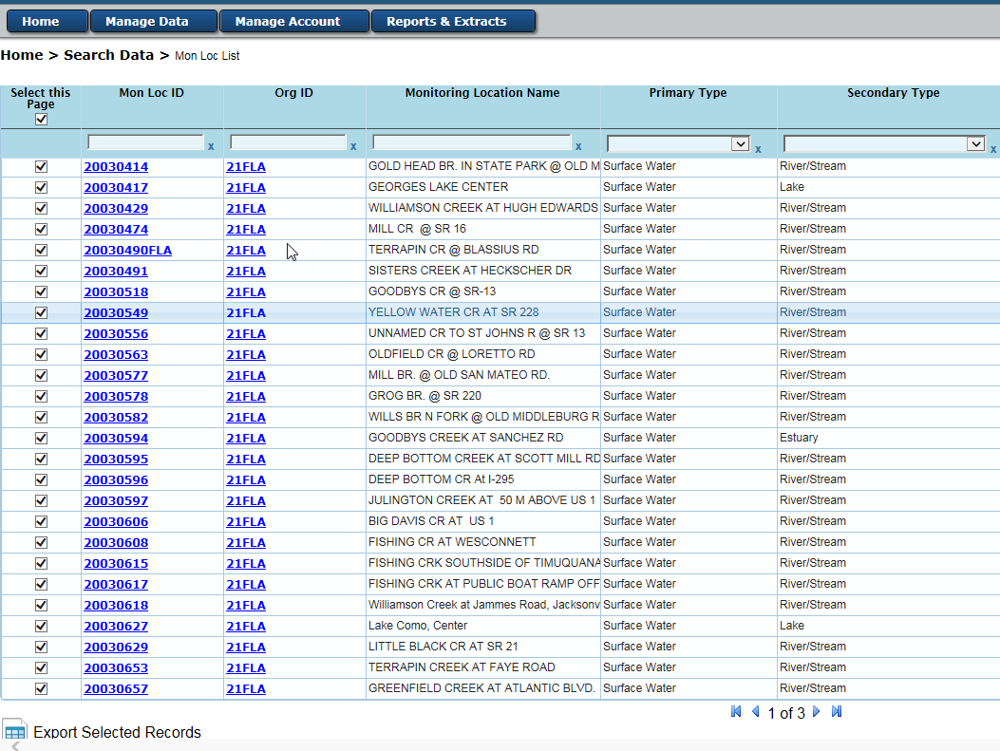 Home Manage Data Manage Account Reports & Extracts
Home > Search Data > Mon Loc List
Select this Page Mon Loc ID Org ID Monitoring Location Name Primary Type Secondary Type
x x x x x
20030414 21FLA GOLD HEAD BR. IN STATE PARK @ OLD M Surface Water River/Stream
20030417 21FLA GEORGES LAKE CENTER Surface Water Lake
20030429 21FLA WILLIAMSON CREEK AT HUGH EDWARDS Surface Water River/Stream
20030474 21FLA MILL CR @ SR 16 Surface Water River/Stream
20030490FLA 21FLA TERRAPIN CR @ BLASSIUS RD Surface Water River/Stream
20030491 21FLA SISTERS CREEK AT HECKSCHER DR Surface Water River/Stream
20030518 21FLA GOODBYS CR @ SR-13 Surface Water River/Stream
20030549 21FLA YELLOW WATER CR AT SR 228 Surface Water River/Stream
20030556 21FLA UNNAMED CR TO ST JOHNS R @ SR 13 Surface Water River/Stream
20030563 21FLA OLDFIELD CR @ LORETTO RD Surface Water River/Stream
20030577 21FLA MILL BR. @ OLD SAN MATEO RD. Surface Water River/Stream
20030578 21FLA GROG BR. @ SR 220 Surface Water River/Stream
20030582 21FLA WILLS BR N FORK @ OLD MIDDLEBURG R Surface Water River/Stream
20030594 21FLA GOODBYS CREEK AT SANCHEZ RD Surface Water Estuary
20030595 21FLA DEEP BOTTOM CREEK AT SCOTT MILL RD Surface Water River/Stream
20030596 21FLA DEEP BOTTOM CR At I-295 Surface Water River/Stream
20030597 21FLA JULINGTON CREEK AT 50 M ABOVE US 1 Surface Water River/Stream
20030606 21FLA BIG DAVIS CR AT US 1 Surface Water River/Stream
20030608 21FLA FISHING CR AT WESCONNETT Surface Water River/Stream
20030615 21FLA FISHING CRK SOUTHSIDE OF TIMUQUANA Surface Water River/Stream
20030617 21FLA FISHING CRK AT PUBLIC BOAT RAMP OFF Surface Water River/Stream
20030618 21FLA Williamson Creek at Jammes Road, Jacksonv Surface Water River/Stream
20030627 21FLA Lake Como, Center Surface Water Lake
20030629 21FLA LITTLE BLACK CR AT SR 21 Surface Water River/Stream
20030653 21FLA TERRAPIN CREEK AT FAYE ROAD Surface Water River/Stream
20030657 21FLA GREENFIELD CREEK AT ATLANTIC BLVD. Surface Water River/Stream
1 of 3
Export Selected Records